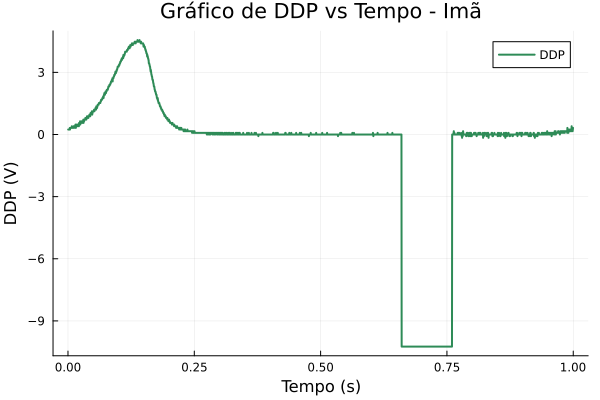 Gráfico de DDP vs Tempo - Imã
DDP
DDP (V)
3
0
−3
−6
−9
0.00 0.25 0.50 0.75 1.00
Tempo (s)